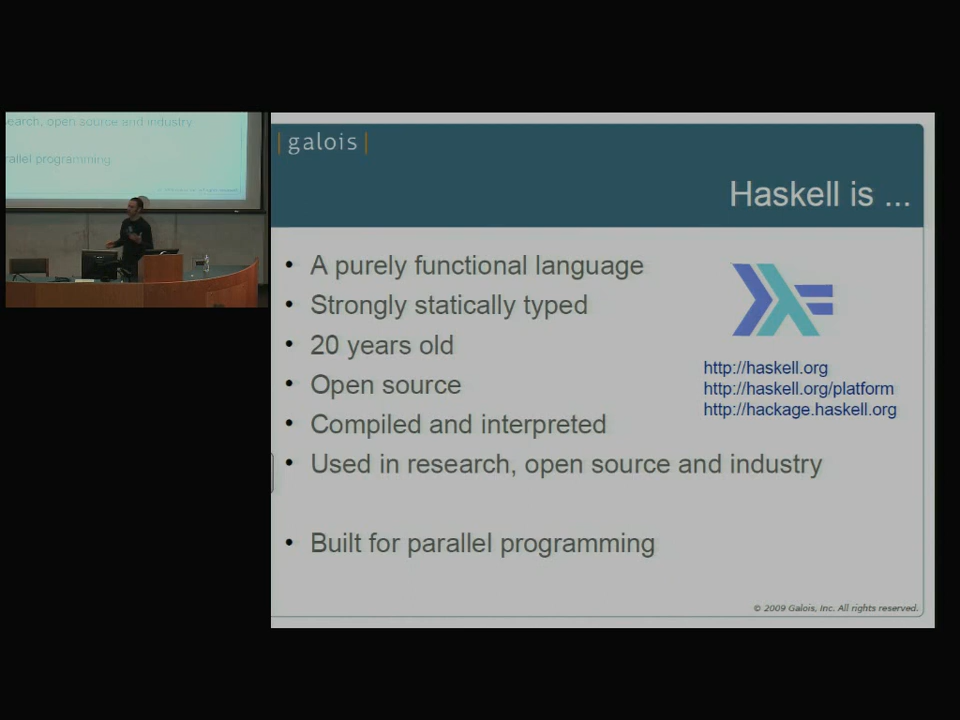 earch, open source and industry
rallel programming
|galois|
Haskell is ...
• A purely functional language
• Strongly statically typed
• 20 years old
• Open source
• Compiled and interpreted
• Used in research, open source and industry
• Built for parallel programming
http://haskell.org
http://haskell.org/platform
http://hackage.haskell.org
© 2009 Galois, Inc. All rights reserved.